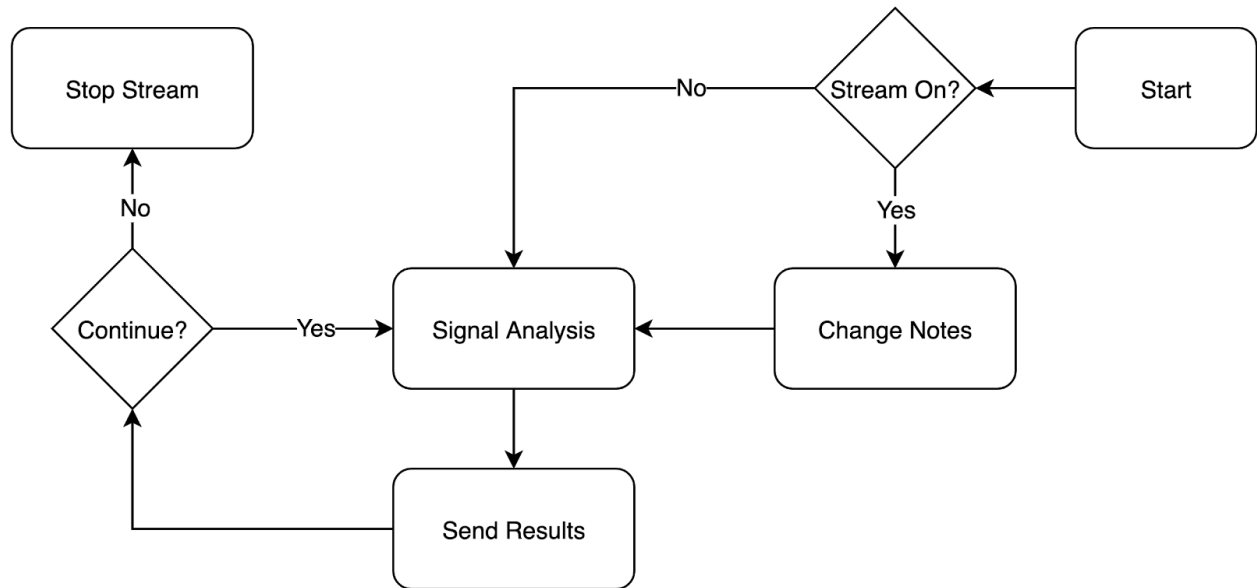 Stop Stream
No
Stream On?
Start
No
Yes
Continue?
Yes
Signal Analysis
Change Notes
Send Results